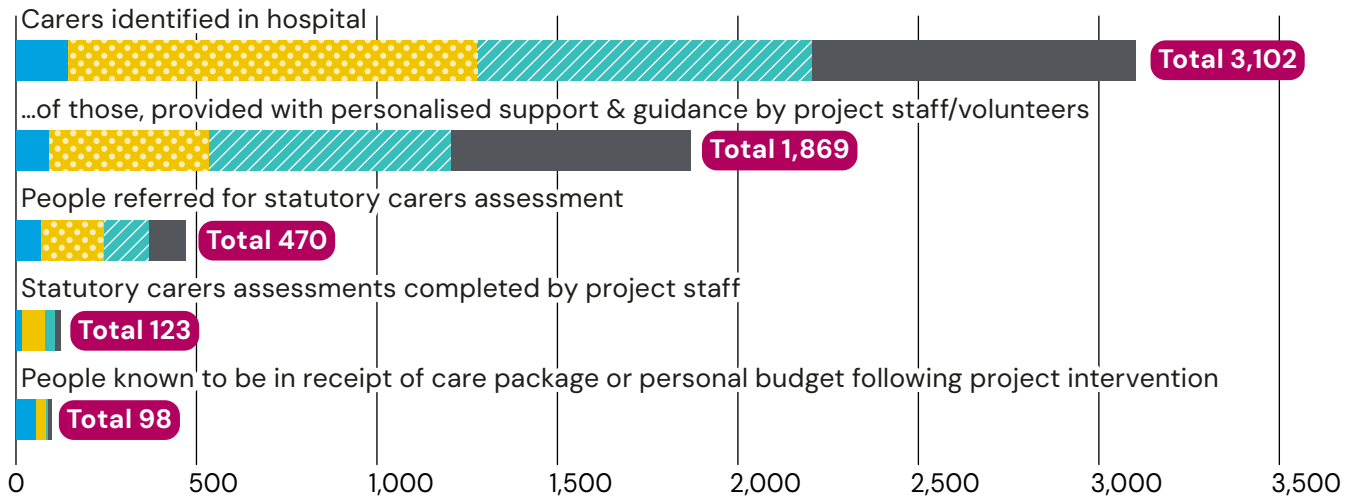 Carers identified in hospital
Total 3,102
...of those, provided with personalised support & guidance by project staff/volunteers
Total 1,869
People referred for statutory carers assessment
Total 470
Statutory carers assessments completed by project staff
Total 123
People known to be in receipt of care package or personal budget following project intervention
Total 98
0 500 1,000 1,500 2,000 2,500 3,000 3,500